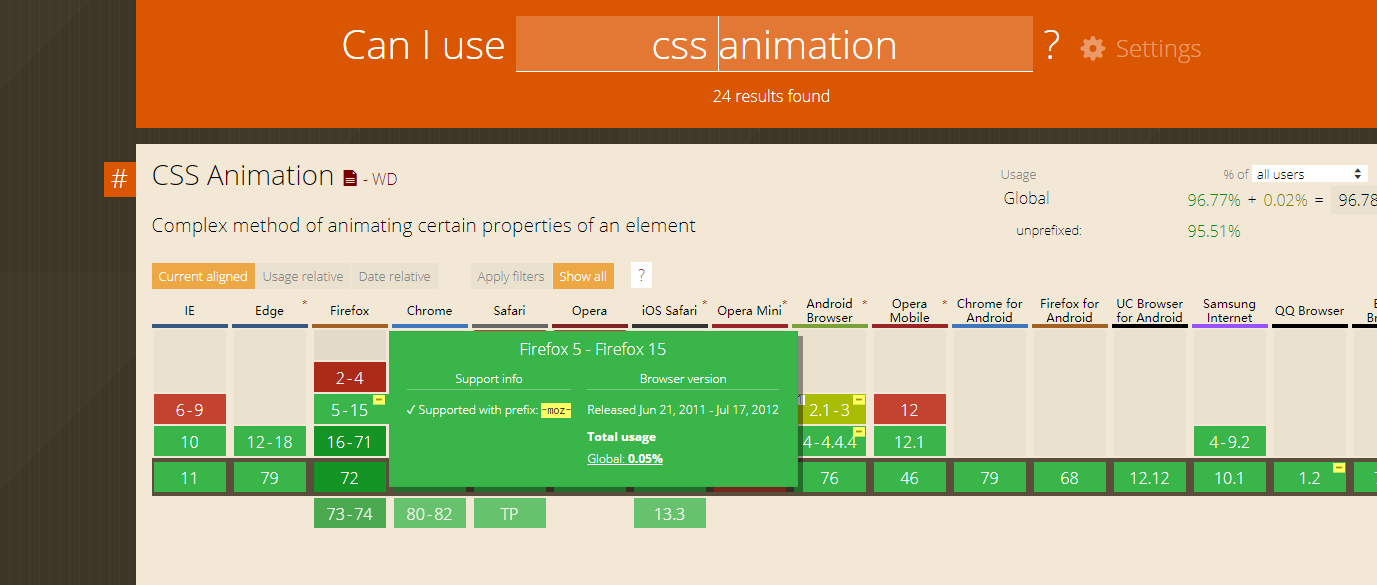 Can I use css animation ? Settings
24 results found
#
CSS Animation - WD
Usage % of all users
Global 96.77% + 0.02% = 96.78
Complex method of animating certain properties of an element
unprefixed: 95.51%
Current aligned Usage relative Date relative Apply filters Show all ?
IE Edge * Firefox Chrome Safari Opera iOS Safari * Opera Mini * Android Browser * Opera Mobile * Chrome for Android Firefox for Android UC Browser for Android Samsung Internet QQ Browser
Firefox 5 - Firefox 15
2-4
Support info Browser version
6-9 5-15 - ✓ Supported with prefix: -moz- Released Jun 21, 2011 - Jul 17, 2012 2.1-3 - 12
Total usage
10 12-18 16-71 4-4.4.4 - 12.1 4-9.2
Global: 0.05%
11 79 72 76 46 79 68 12.12 10.1 1.2 -
73-74 80-82 TP 13.3